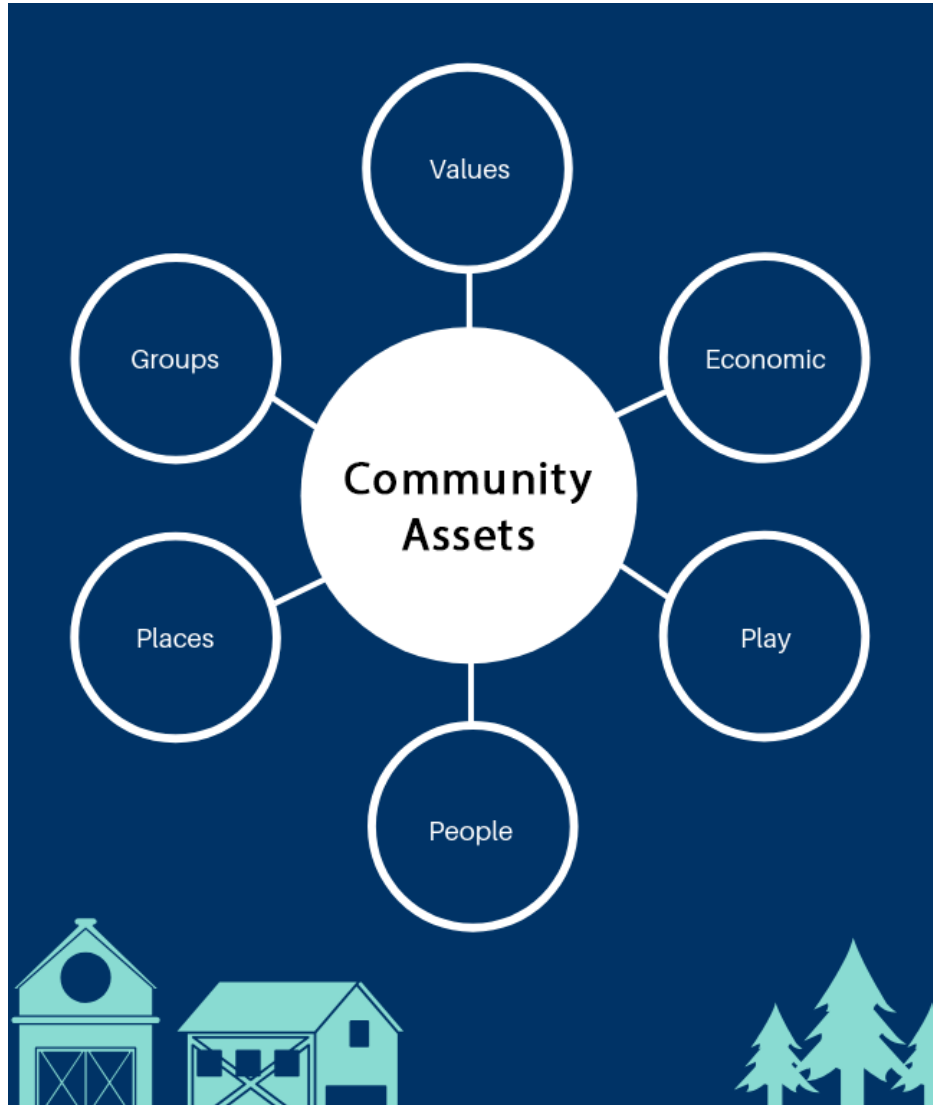 Values
Groups
Economic
Community
Assets
Places
Play
People